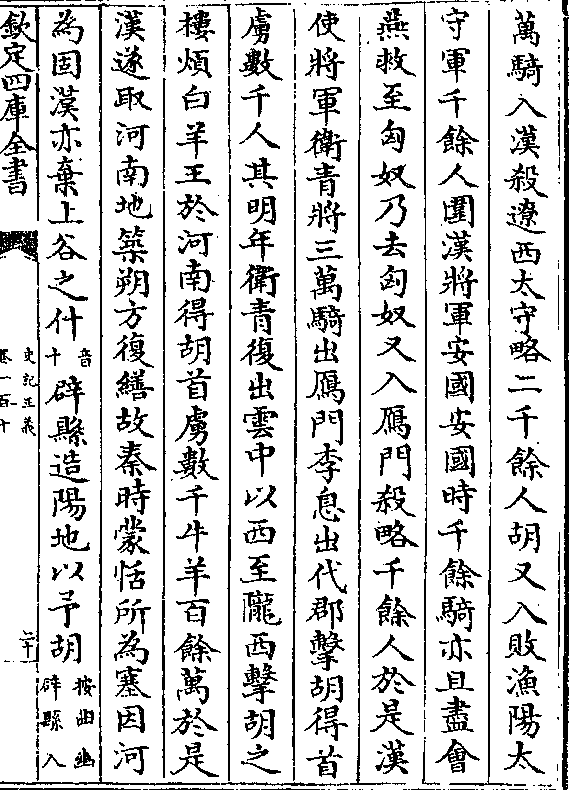 萬騎入漢殺遼西太守略二千餘人胡又入敗漁陽太
守軍千餘人圍漢將軍安國安國時千餘騎亦且盡會
燕救至匈奴乃去匈奴又入鴈門殺略千餘人於是漢
使將軍衛青將三萬騎出鴈門李息出代郡擊胡得首
虜數千人其明年衛青復出雲中以西至隴西擊胡之
樓煩白羊王於河南得胡首虜數千牛羊百餘萬於是
漢遂取河南地築朔方復繕故秦時蒙恬所為塞因河
為固漢亦棄上谷之什音十辟縣造陽地以予胡按曲幽辟縣入
欽定四庫全書
史記正義
卷一百十
二十